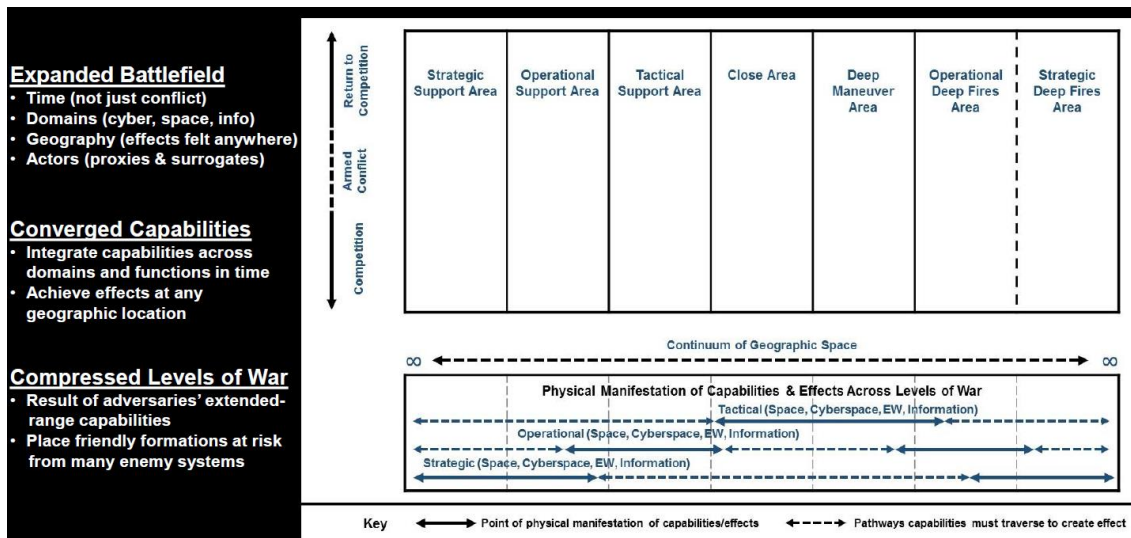 Expanded Battlefield
• Time (not just conflict)
• Domains (cyber, space, info)
• Geography (effects felt anywhere)
• Actors (proxies & surrogates)
Converged Capabilities
• Integrate capabilities across
domains and functions in time
• Achieve effects at any
geographic location
Compressed Levels of War
• Result of adversaries' extended-
range capabilities
• Place friendly formations at risk
from many enemy systems
Return to
Competition
Armed
Conflict
Competition
Strategic
Support Area
Operational
Support Area
Tactical
Support Area
Close Area
Deep
Maneuver
Area
Operational
Deep Fires
Area
Strategic
Deep Fires
Area
Continuum of Geographic Space
∞ ∞
Physical Manifestation of Capabilities & Effects Across Levels of War
Tactical (Space, Cyberspace, EW, Information)
Operational (Space, Cyberspace, EW, Information)
Strategic (Space, Cyberspace, EW, Information)
Key
Point of physical manifestation of capabilities/effects
Pathways capabilities must traverse to create effect